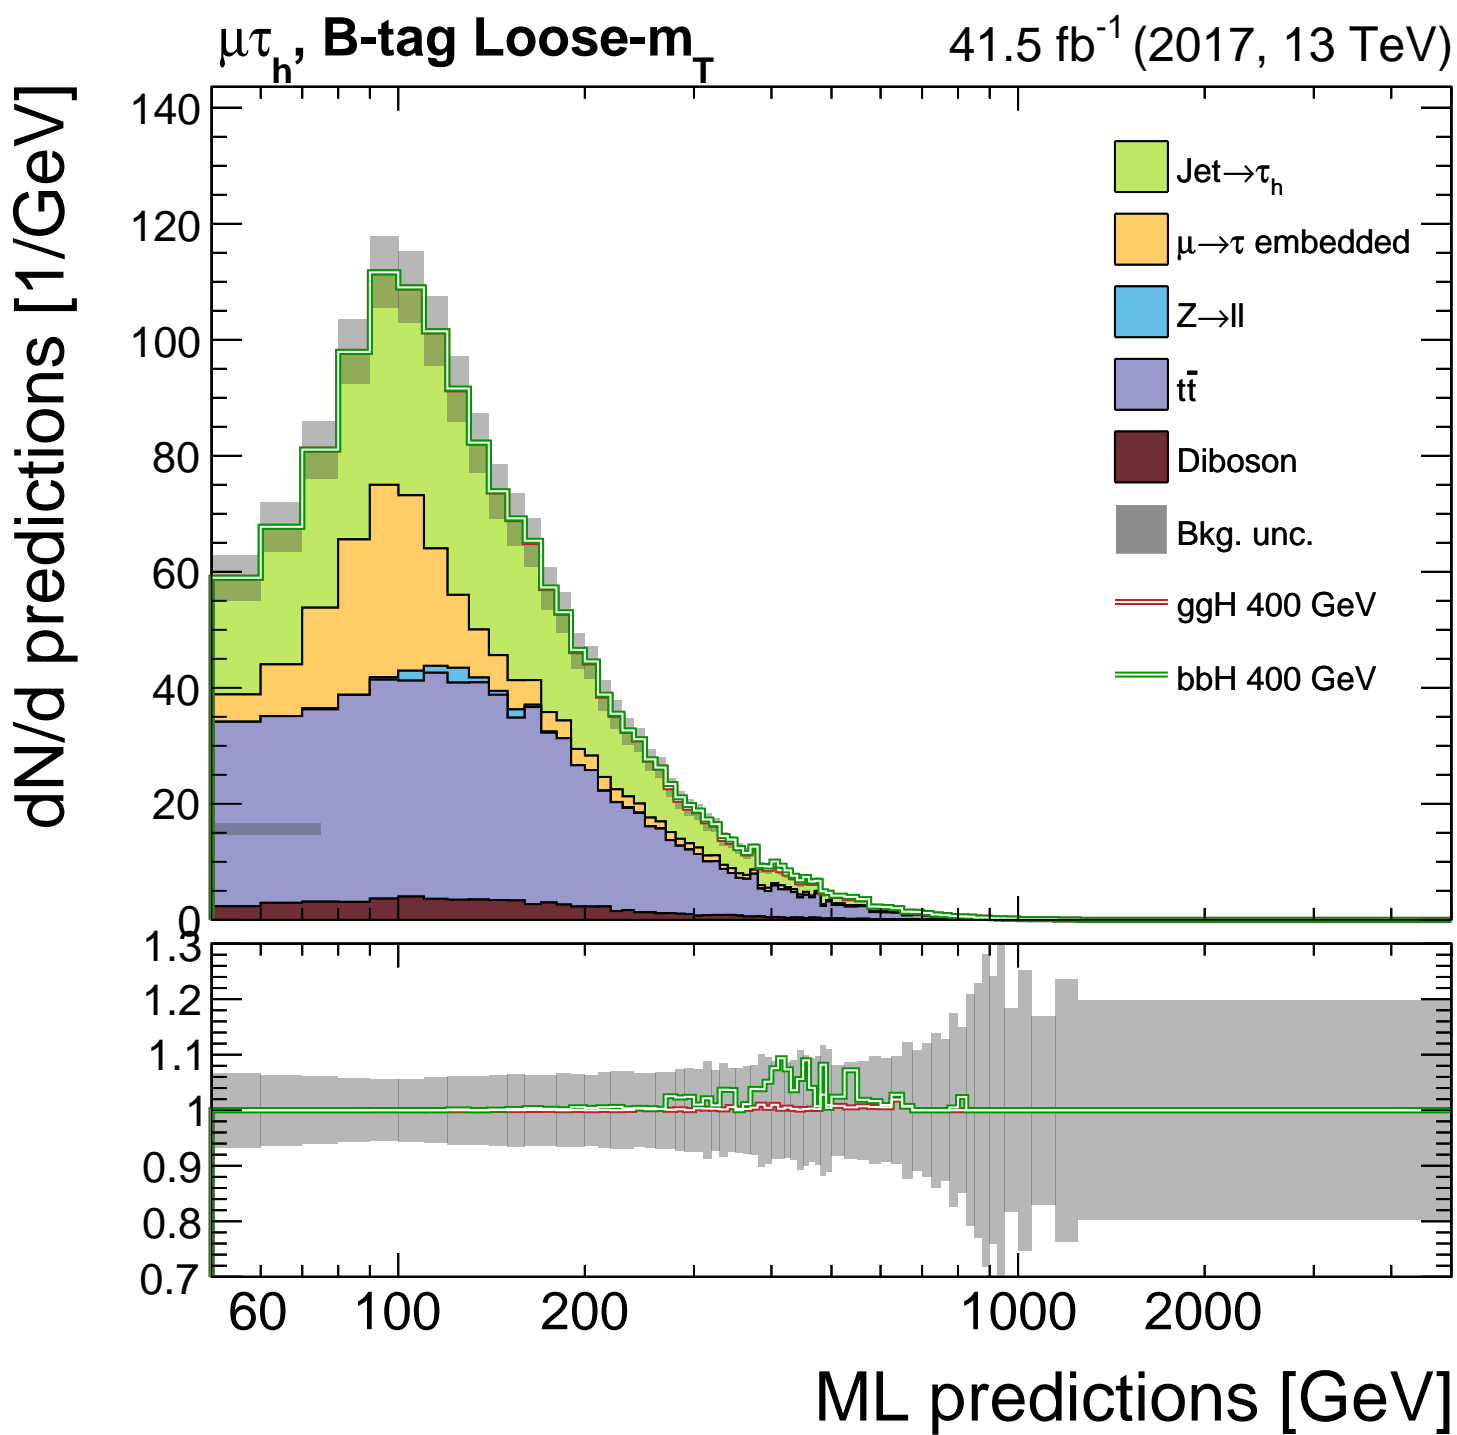 μτh, B-tag Loose-mT 41.5 fb-1 (2017, 13 TeV)
dN/d predictions [1/GeV]
140
120
100
80
60
40
20
0
Jet→τh
μ→τ embedded
Z→ll
tt̄
Diboson
Bkg. unc.
ggH 400 GeV
bbH 400 GeV
1.3
1.2
1.1
1
0.9
0.8
0.7
60 100 200 1000 2000
ML predictions [GeV]